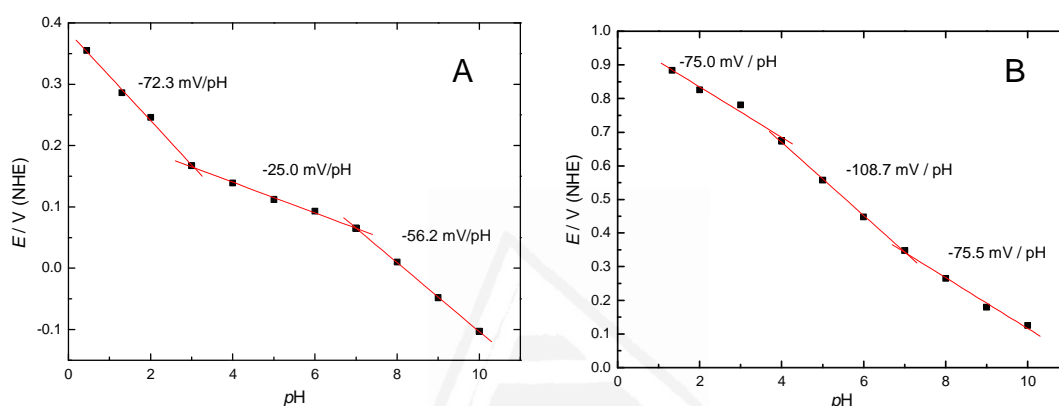 A
0.4
0.3
0.2
0.1
0.0
-0.1
E / V (NHE)
-72.3 mV/pH
-25.0 mV/pH
-56.2 mV/pH
0 2 4 6 8 10
pH
B
1.0
0.9
0.8
0.7
0.6
0.5
0.4
0.3
0.2
0.1
0.0
E / V (NHE)
-75.0 mV / pH
-108.7 mV / pH
-75.5 mV / pH
0 2 4 6 8 10
pH